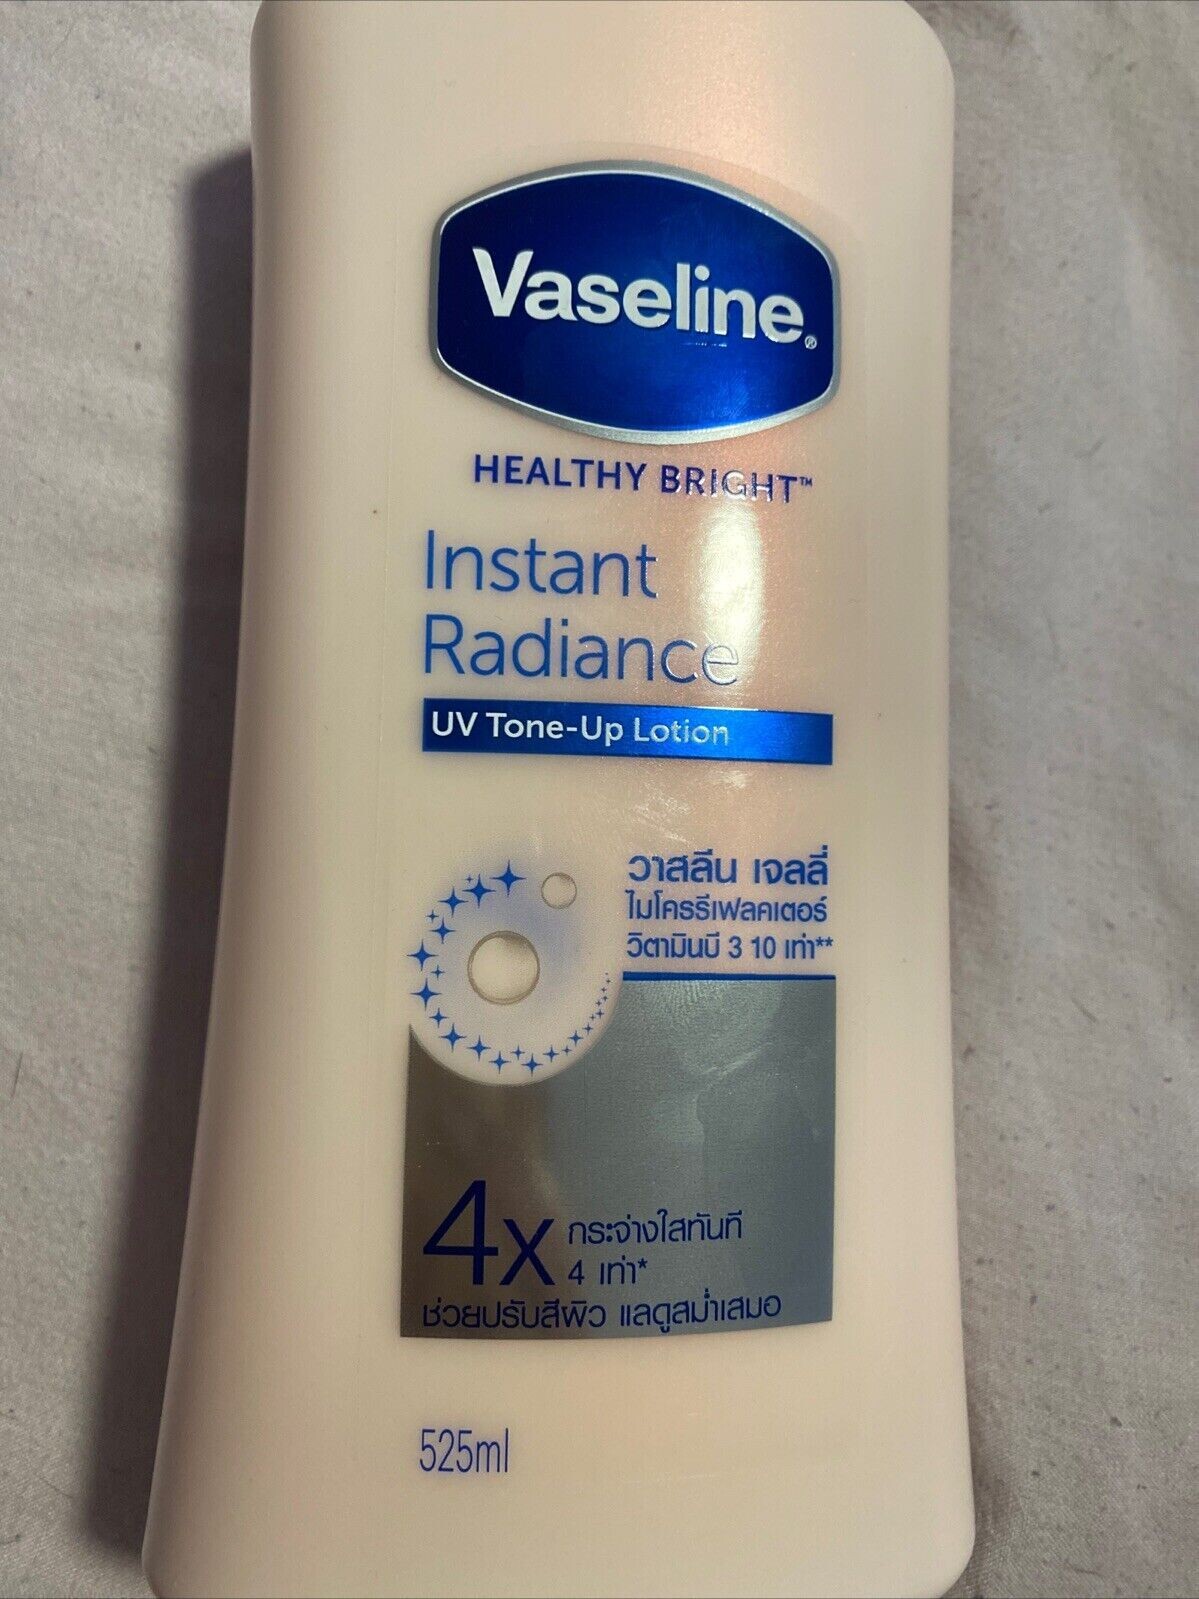 Vaseline®
HEALTHY BRIGHT™
Instant
Radiance
UV Tone-Up Lotion
วาสลีน เจลลี่
ไมโครรีเฟลคเตอร์
วิตามินบี 3 10 เท่า**
4x กระจ่างใสทันที
4 เท่า*
ช่วยปรับสีผิว แลดูสม่ำเสมอ
525ml